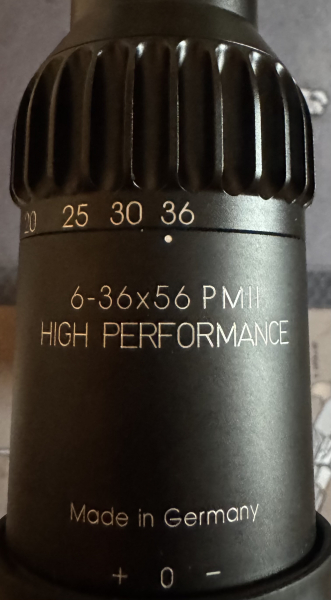 20 25 30 36
6-36x56 PMII
HIGH PERFORMANCE
Made in Germany
+ 0 -